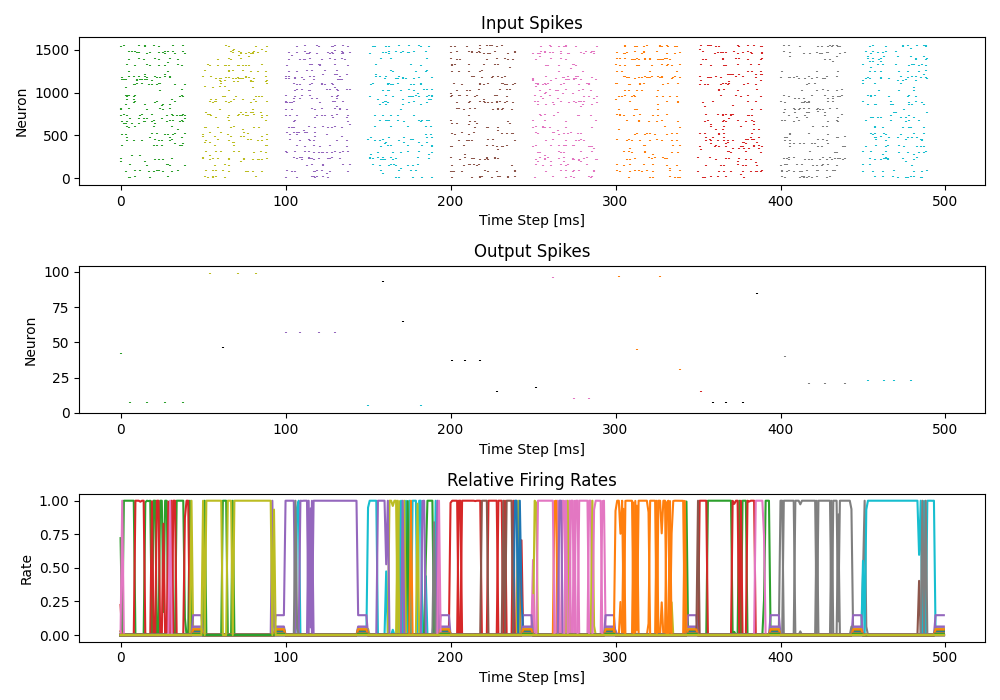 Input Spikes
1500
1000
500
0
Neuron
0 100 200 300 400 500
Time Step [ms]
Output Spikes
100
75
50
25
0
Neuron
0 100 200 300 400 500
Time Step [ms]
Relative Firing Rates
1.00
0.75
0.50
0.25
0.00
Rate
0 100 200 300 400 500
Time Step [ms]